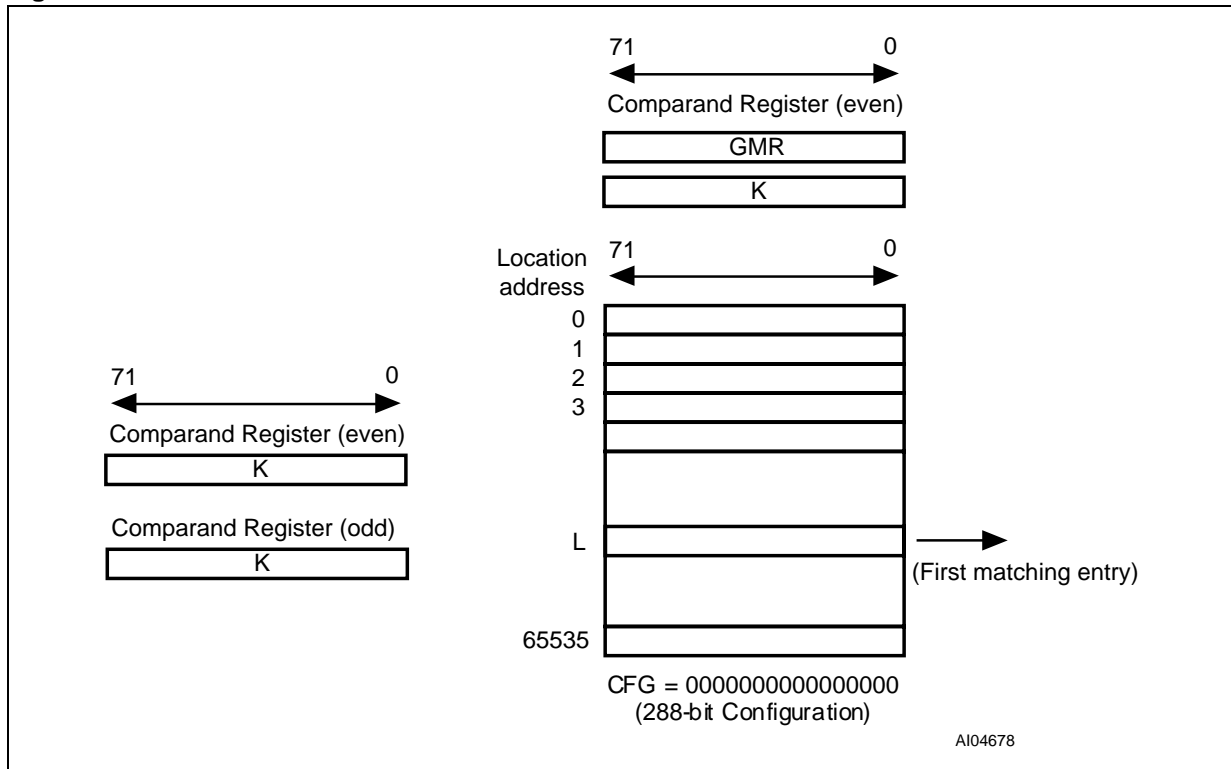 71 0
Comparand Register (even)
GMR
K
71 0
Location
address
0
1
2
3
L
(First matching entry)
65535
CFG = 0000000000000000
(288-bit Configuration)
71 0
Comparand Register (even)
K
Comparand Register (odd)
K
AI04678